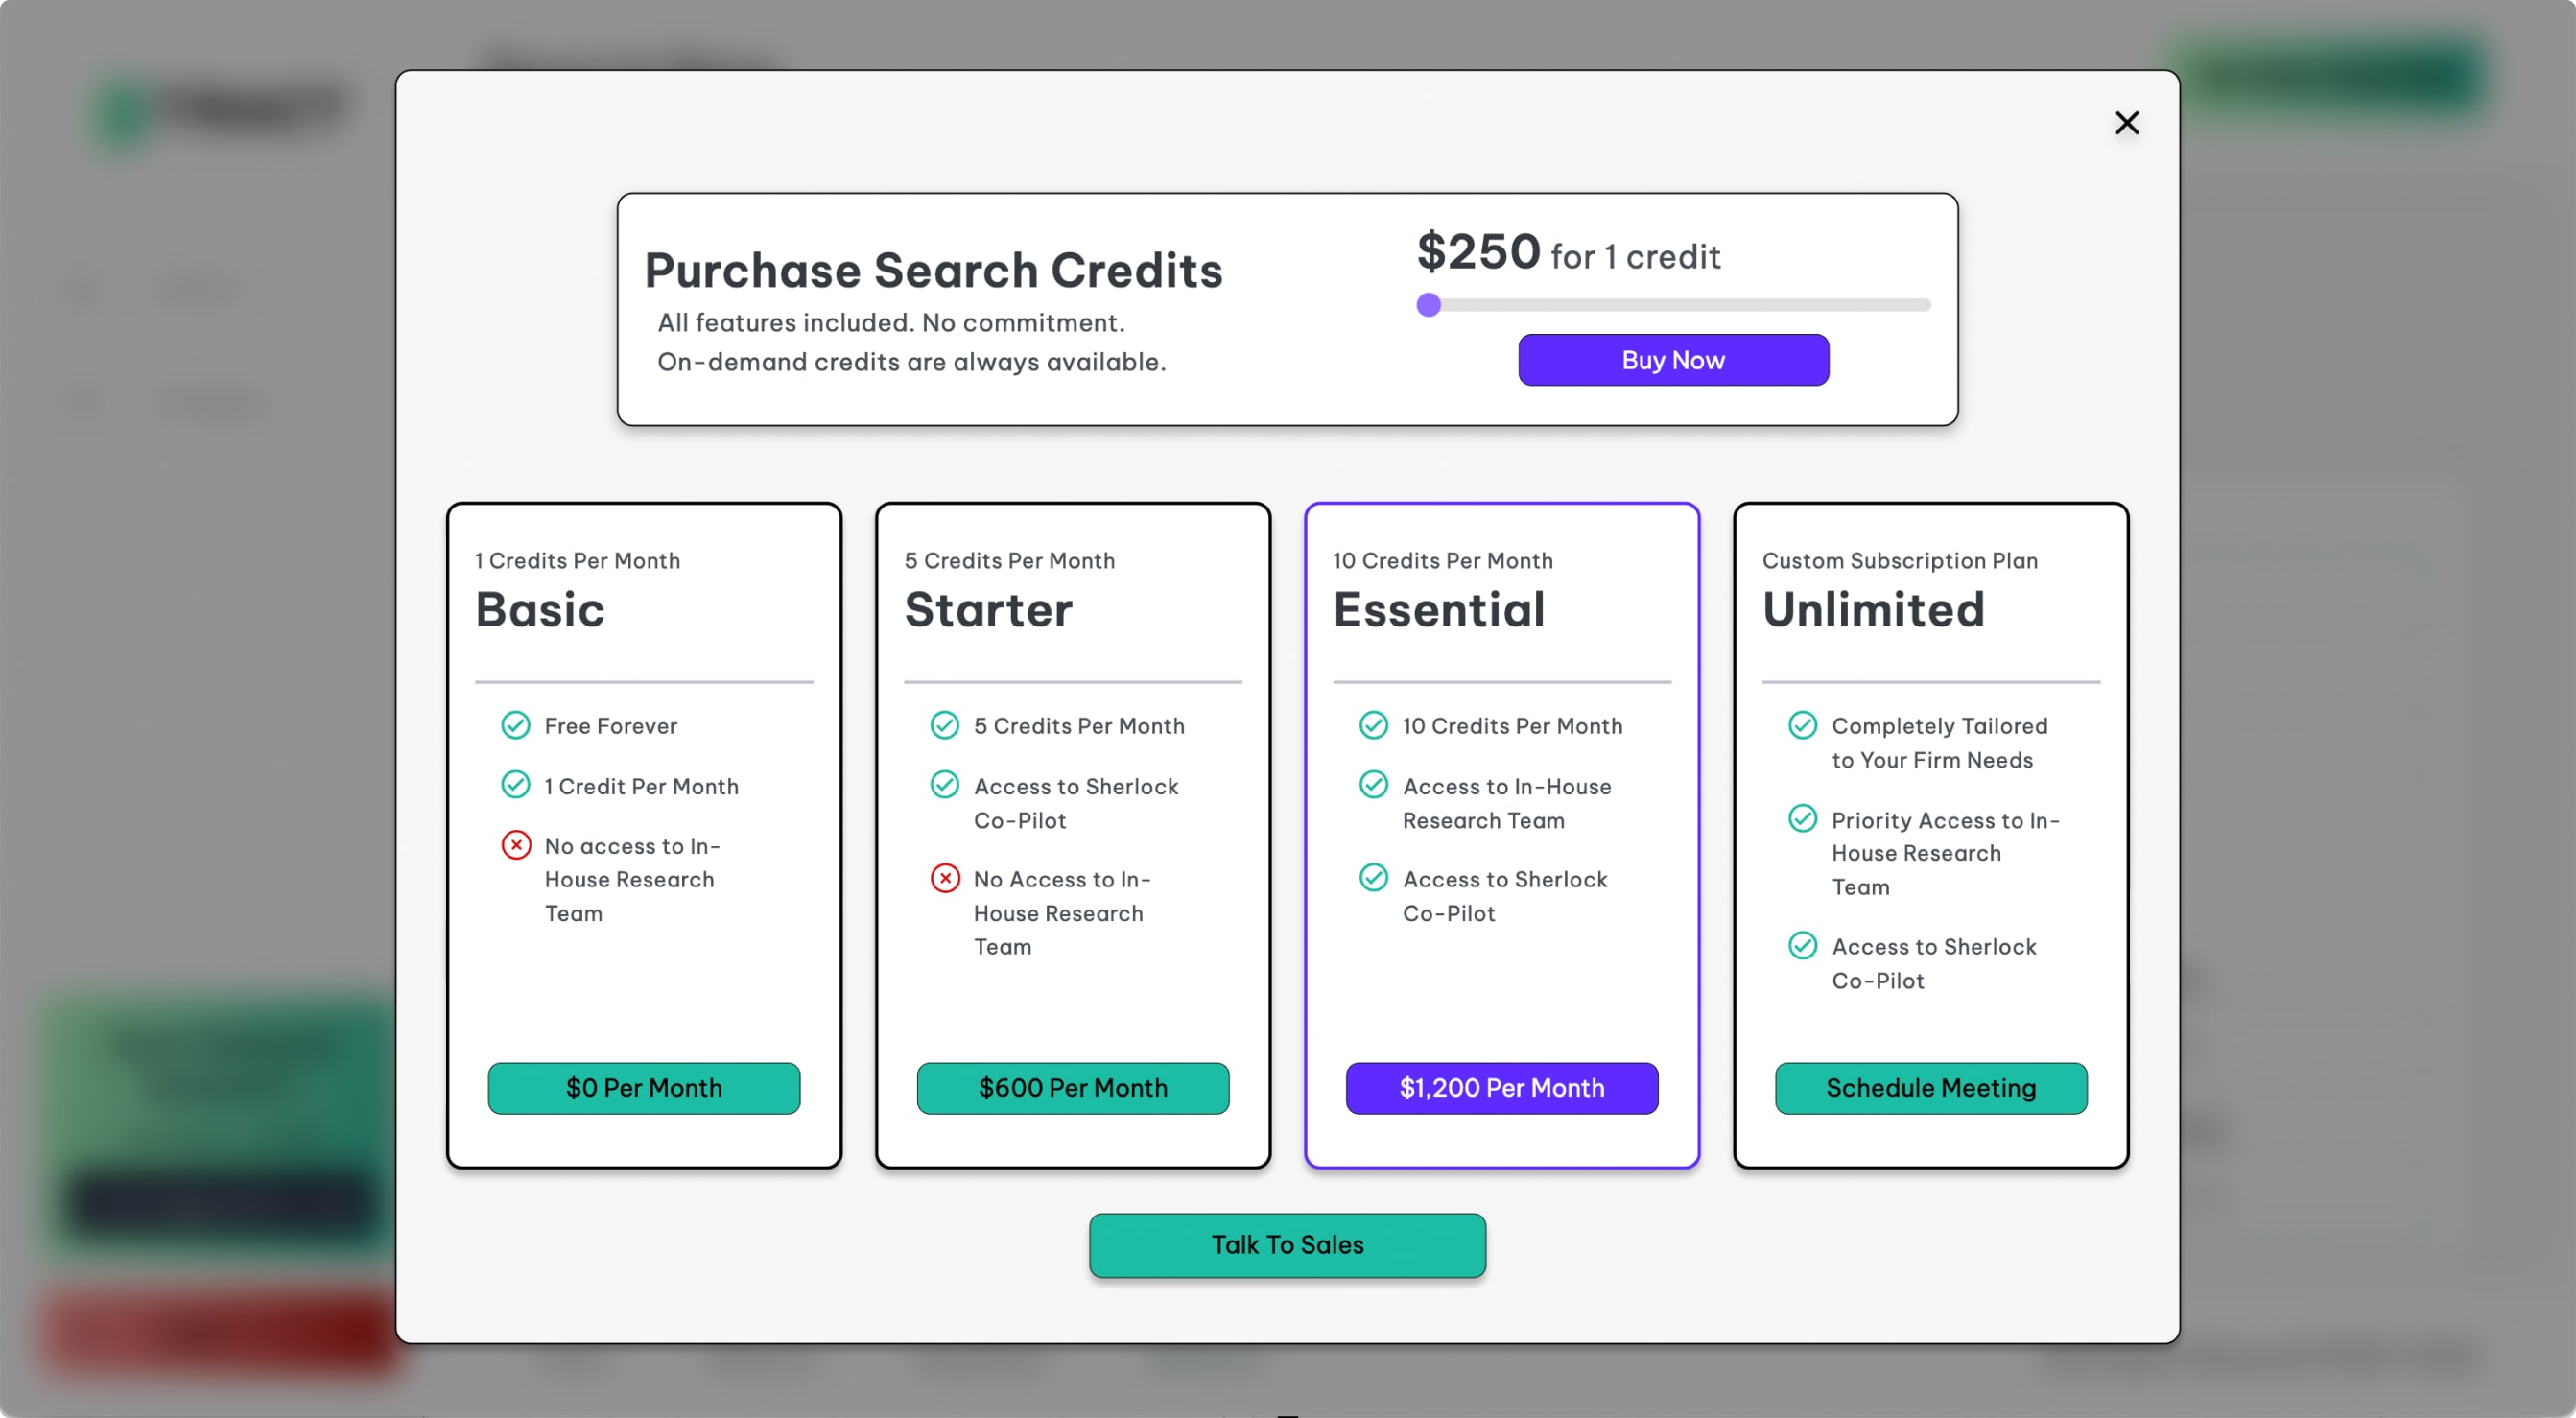 Purchase Search Credits
All features included. No commitment.
On-demand credits are always available.
$250 for 1 credit
Buy Now
1 Credits Per Month
Basic
Free Forever
1 Credit Per Month
No access to In-
House Research
Team
$0 Per Month
5 Credits Per Month
Starter
5 Credits Per Month
Access to Sherlock
Co-Pilot
No Access to In-
House Research
Team
$600 Per Month
10 Credits Per Month
Essential
10 Credits Per Month
Access to In-House
Research Team
Access to Sherlock
Co-Pilot
$1,200 Per Month
Custom Subscription Plan
Unlimited
Completely Tailored
to Your Firm Needs
Priority Access to In-
House Research
Team
Access to Sherlock
Co-Pilot
Schedule Meeting
Talk To Sales